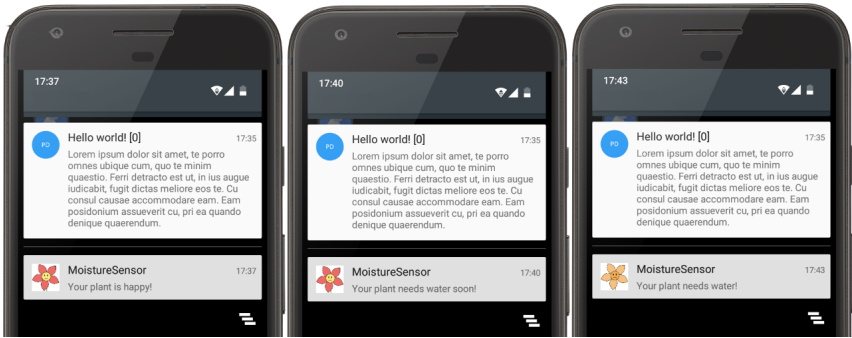 17:37
PD
Hello world! [0]
17:35
Lorem ipsum dolor sit amet, te porro
omnes ubique cum, quo te minim
quaestio. Ferri detracto est ut, in ius augue
iudicabit, fugit dictas meliore eos te. Cu
consul causae accommodare eam. Eam
posidonium assueverit cu, pri ea quando
denique quaerendum.
MoistureSensor
17:37
Your plant is happy!
17:40
PD
Hello world! [0]
17:35
Lorem ipsum dolor sit amet, te porro
omnes ubique cum, quo te minim
quaestio. Ferri detracto est ut, in ius augue
iudicabit, fugit dictas meliore eos te. Cu
consul causae accommodare eam. Eam
posidonium assueverit cu, pri ea quando
denique quaerendum.
MoistureSensor
17:40
Your plant needs water soon!
17:43
PD
Hello world! [0]
17:35
Lorem ipsum dolor sit amet, te porro
omnes ubique cum, quo te minim
quaestio. Ferri detracto est ut, in ius augue
iudicabit, fugit dictas meliore eos te. Cu
consul causae accommodare eam. Eam
posidonium assueverit cu, pri ea quando
denique quaerendum.
MoistureSensor
17:43
Your plant needs water!